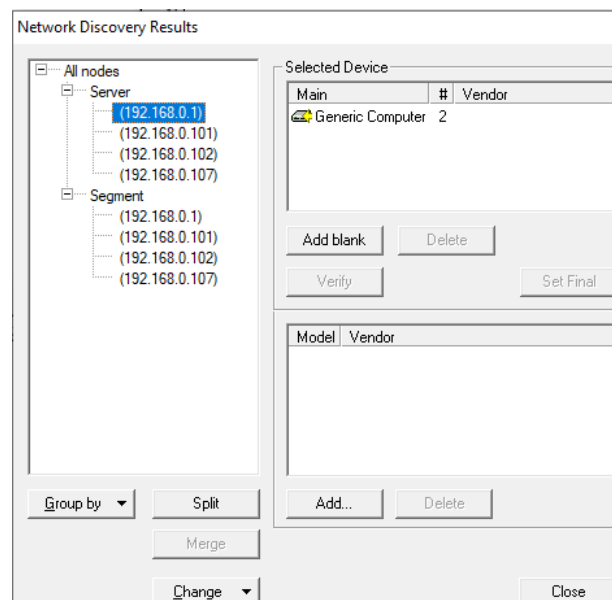 Network Discovery Results
All nodes
Server
(192.168.0.1)
(192.168.0.101)
(192.168.0.102)
(192.168.0.107)
Segment
(192.168.0.1)
(192.168.0.101)
(192.168.0.102)
(192.168.0.107)
Group by
Split
Merge
Change
Selected Device
Main # Vendor
Generic Computer 2
Add blank Delete
Verify Set Final
Model Vendor
Add... Delete
Close